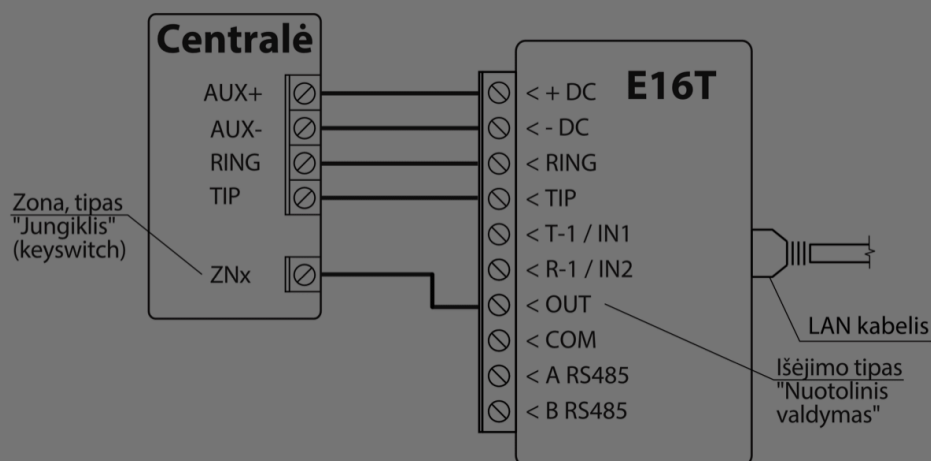 Centralė
AUX+
AUX-
RING
TIP
Zona, tipas
"Jungiklis"
(keyswitch)
ZNx
E16T
< + DC
< - DC
< RING
< TIP
< T-1 / IN1
< R-1 / IN2
< OUT
< COM
< A RS485
< B RS485
LAN kabelis
Išėjimo tipas
"Nuotolinis
valdymas"